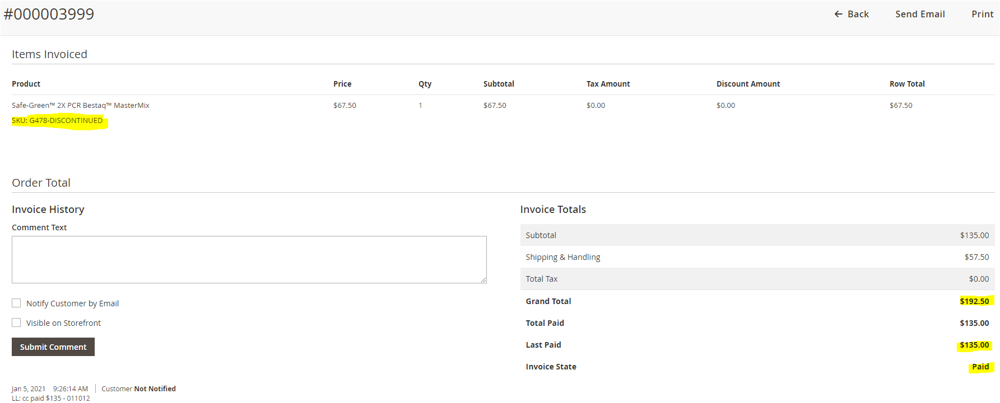 #000003999
← Back Send Email Print
Items Invoiced
Product Price Qty Subtotal Tax Amount Discount Amount Row Total
Safe-Green™ 2X PCR Bestaq™ MasterMix $67.50 1 $67.50 $0.00 $0.00 $67.50
SKU: G478-DISCONTINUED
Order Total
Invoice History
Comment Text
Notify Customer by Email
Visible on Storefront
Submit Comment
Jan 5, 2021 9:26:14 AM | Customer Not Notified
LL: cc paid $135 - 011012
Invoice Totals
Subtotal $135.00
Shipping & Handling $57.50
Total Tax $0.00
Grand Total $192.50
Total Paid $135.00
Last Paid $135.00
Invoice State Paid